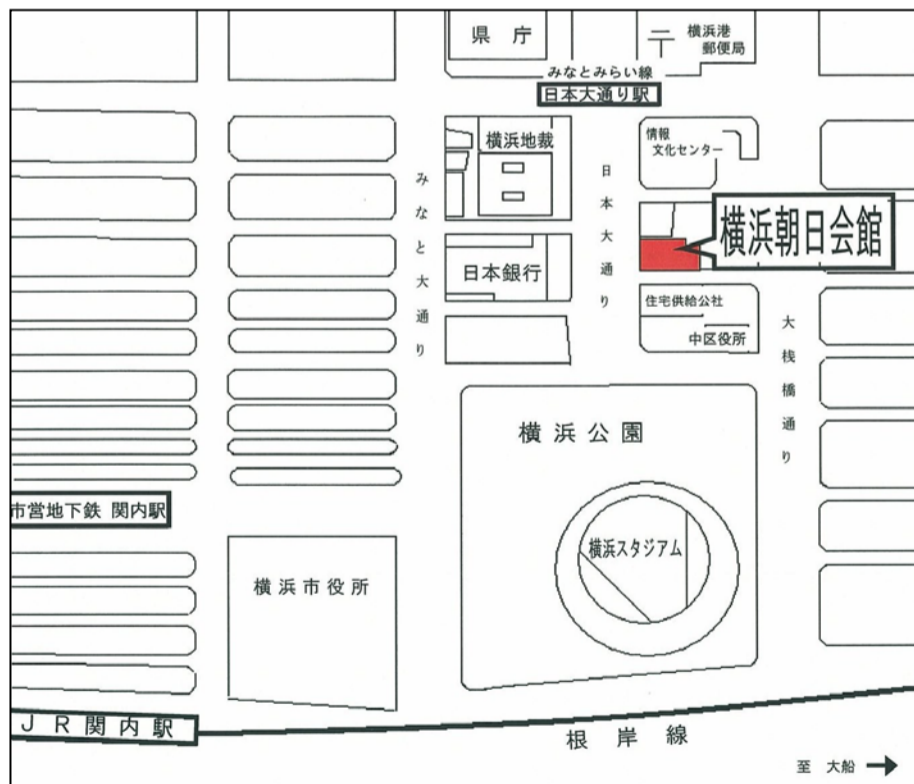 県庁
横浜港
郵便局
みなとみらい線
日本大通り駅
横浜地裁
情報
文化センター
みなと大通り
日本大通り
横浜朝日会館
日本銀行
住宅供給公社
中区役所
大桟橋通り
横浜公園
市営地下鉄 関内駅
横浜スタジアム
横浜市役所
JR関内駅
根岸線
至 大船